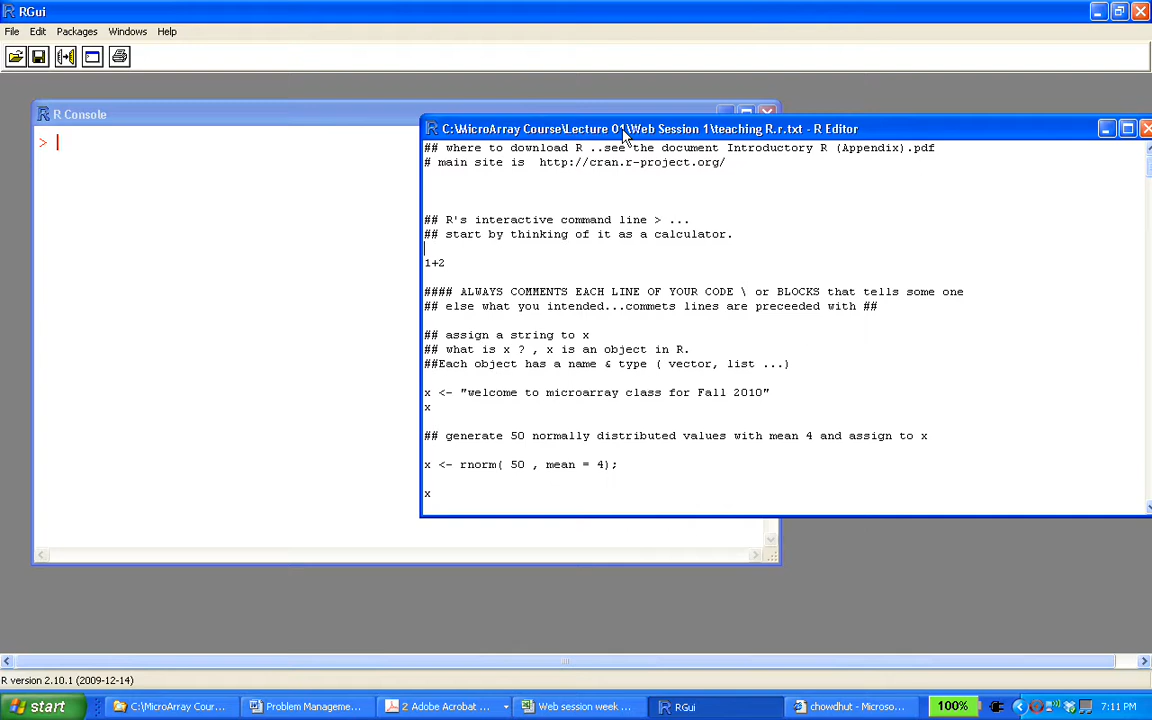 RGui
File Edit Packages Windows Help
R Console
>
C:\MicroArray Course\Lecture 01\Web Session 1\teaching R.r.txt - R Editor
## where to download R ..see the document Introductory R (Appendix).pdf
# main site is  http://cran.r-project.org/
## R's interactive command line > ...
## start by thinking of it as a calculator.
1+2
#### ALWAYS COMMENTS EACH LINE OF YOUR CODE \ or BLOCKS that tells some one
## else what you intended...commets lines are preceeded with ##
## assign a string to x
## what is x ? , x is an object in R.
##Each object has a name & type ( vector, list ...)
x <- "welcome to microarray class for Fall 2010"
x
## generate 50 normally distributed values with mean 4 and assign to x
x <- rnorm( 50 , mean = 4);
x
R version 2.10.1 (2009-12-14)
start C:\MicroArray Cour... Problem Manageme... 2 Adobe Acrobat ... Web session week ... RGui chowdhut - Microso... 100% 7:11 PM